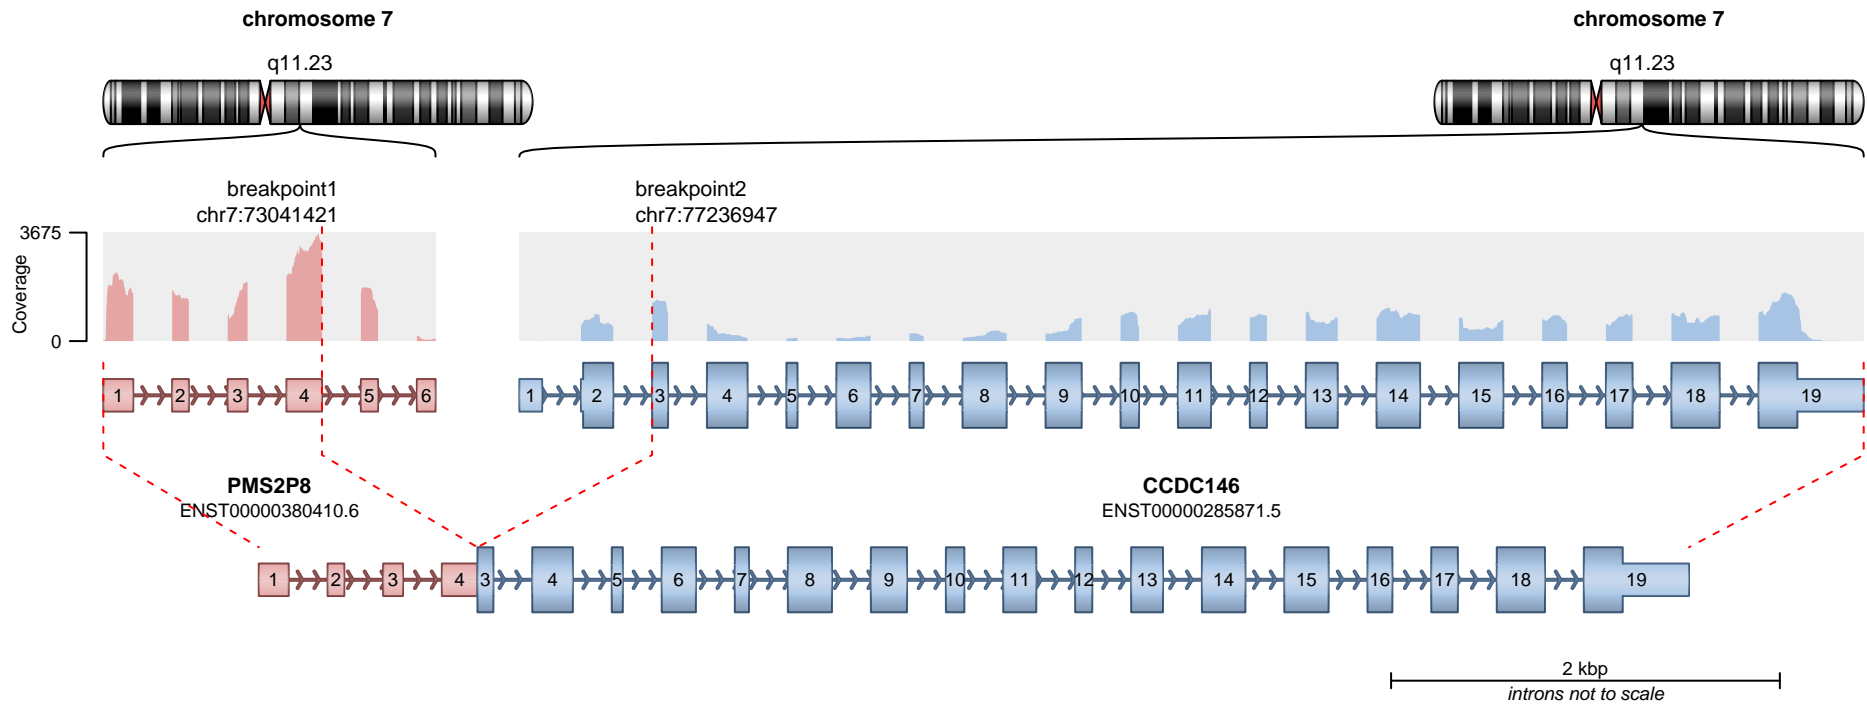 chromosome 7
chromosome 7
q11.23
q11.23
breakpoint1
chr7:73041421
breakpoint2
chr7:77236947
3675
Coverage
0
1 2 3 4 5 6
1 2 3 4 5 6 7 8 9 10 11 12 13 14 15 16 17 18 19
PMS2P8
ENST00000380410.6
CCDC146
ENST00000285871.5
1 2 3 4 3 4 5 6 7 8 9 10 11 12 13 14 15 16 17 18 19
2 kbp
introns not to scale